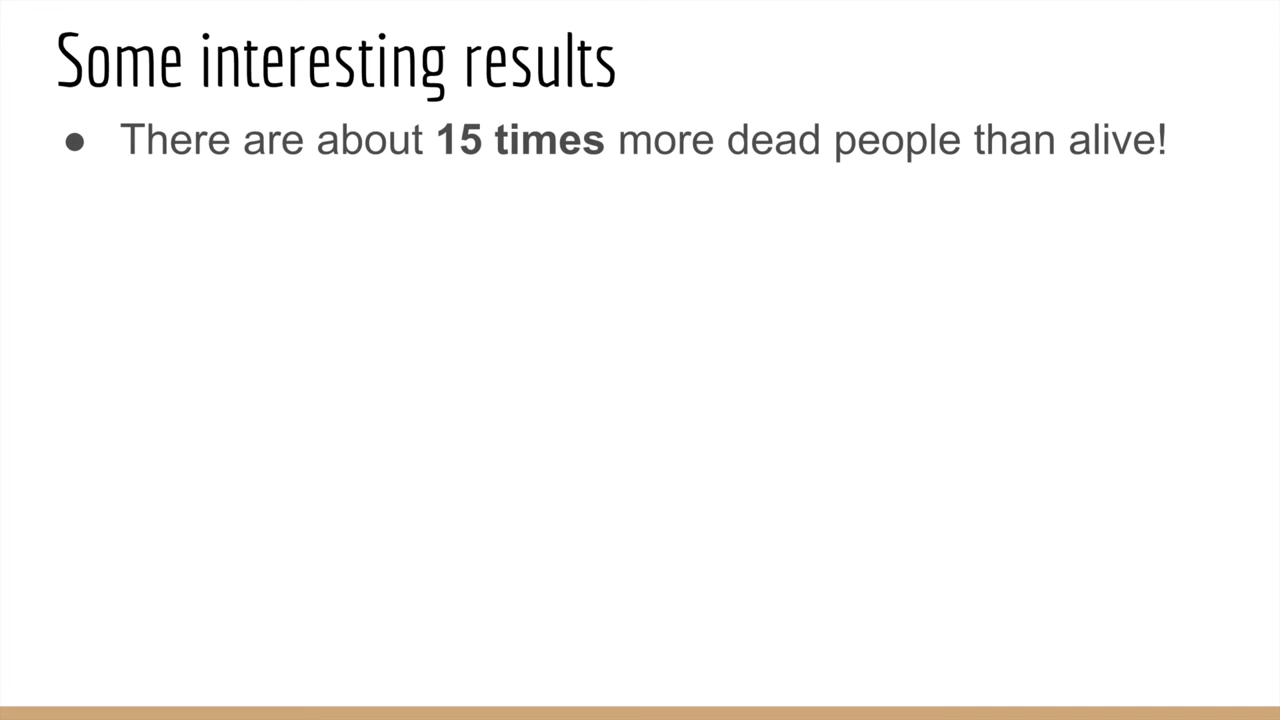 Some interesting results
● There are about 15 times more dead people than alive!